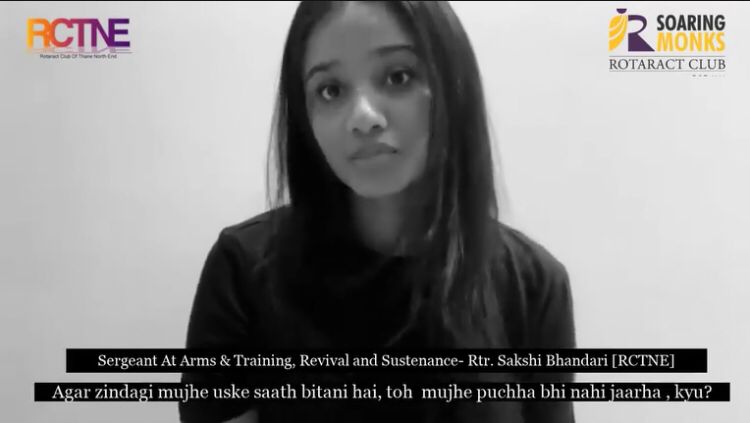 RCTNE
Rotaract Club Of Thane North End
SOARING
MONKS
ROTARACT CLUB
Sergeant At Arms & Training, Revival and Sustenance- Rtr. Sakshi Bhandari [RCTNE]
Agar zindagi mujhe uske saath bitani hai, toh mujhe puchha bhi nahi jaarha , kyu?